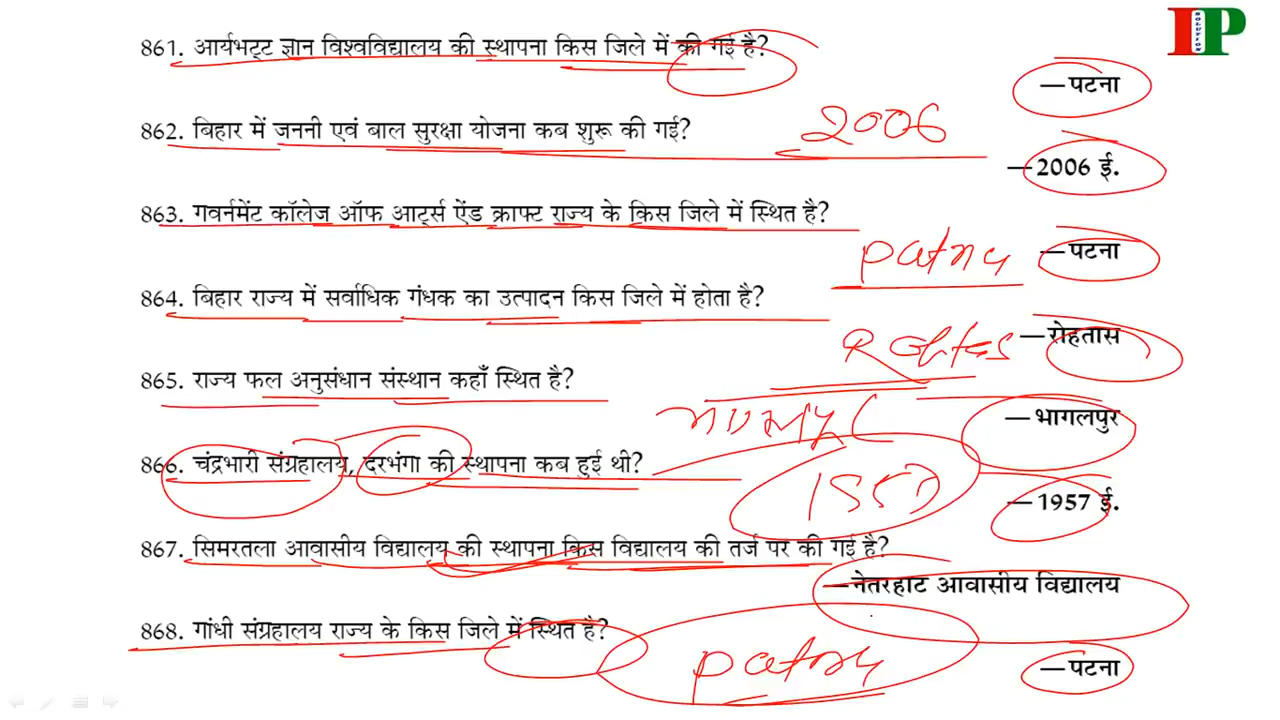 I SOLUTION P
861. आर्यभट्ट ज्ञान विश्वविद्यालय की स्थापना किस जिले में की गई है?
—पटना
862. बिहार में जननी एवं बाल सुरक्षा योजना कब शुरू की गई?
2006
—2006 ई.
863. गवर्नमेंट कॉलेज ऑफ आर्ट्स ऐंड क्राफ्ट राज्य के किस जिले में स्थित है?
Patna —पटना
864. बिहार राज्य में सर्वाधिक गंधक का उत्पादन किस जिले में होता है?
Rohtas —रोहतास
865. राज्य फल अनुसंधान संस्थान कहाँ स्थित है?
—भागलपुर
866. चंद्रभारी संग्रहालय, दरभंगा की स्थापना कब हुई थी?
1957 —1957 ई.
867. सिमरतला आवासीय विद्यालय की स्थापना किस विद्यालय की तर्ज पर की गई है?
—नेतरहाट आवासीय विद्यालय
868. गांधी संग्रहालय राज्य के किस जिले में स्थित है?
Patna —पटना